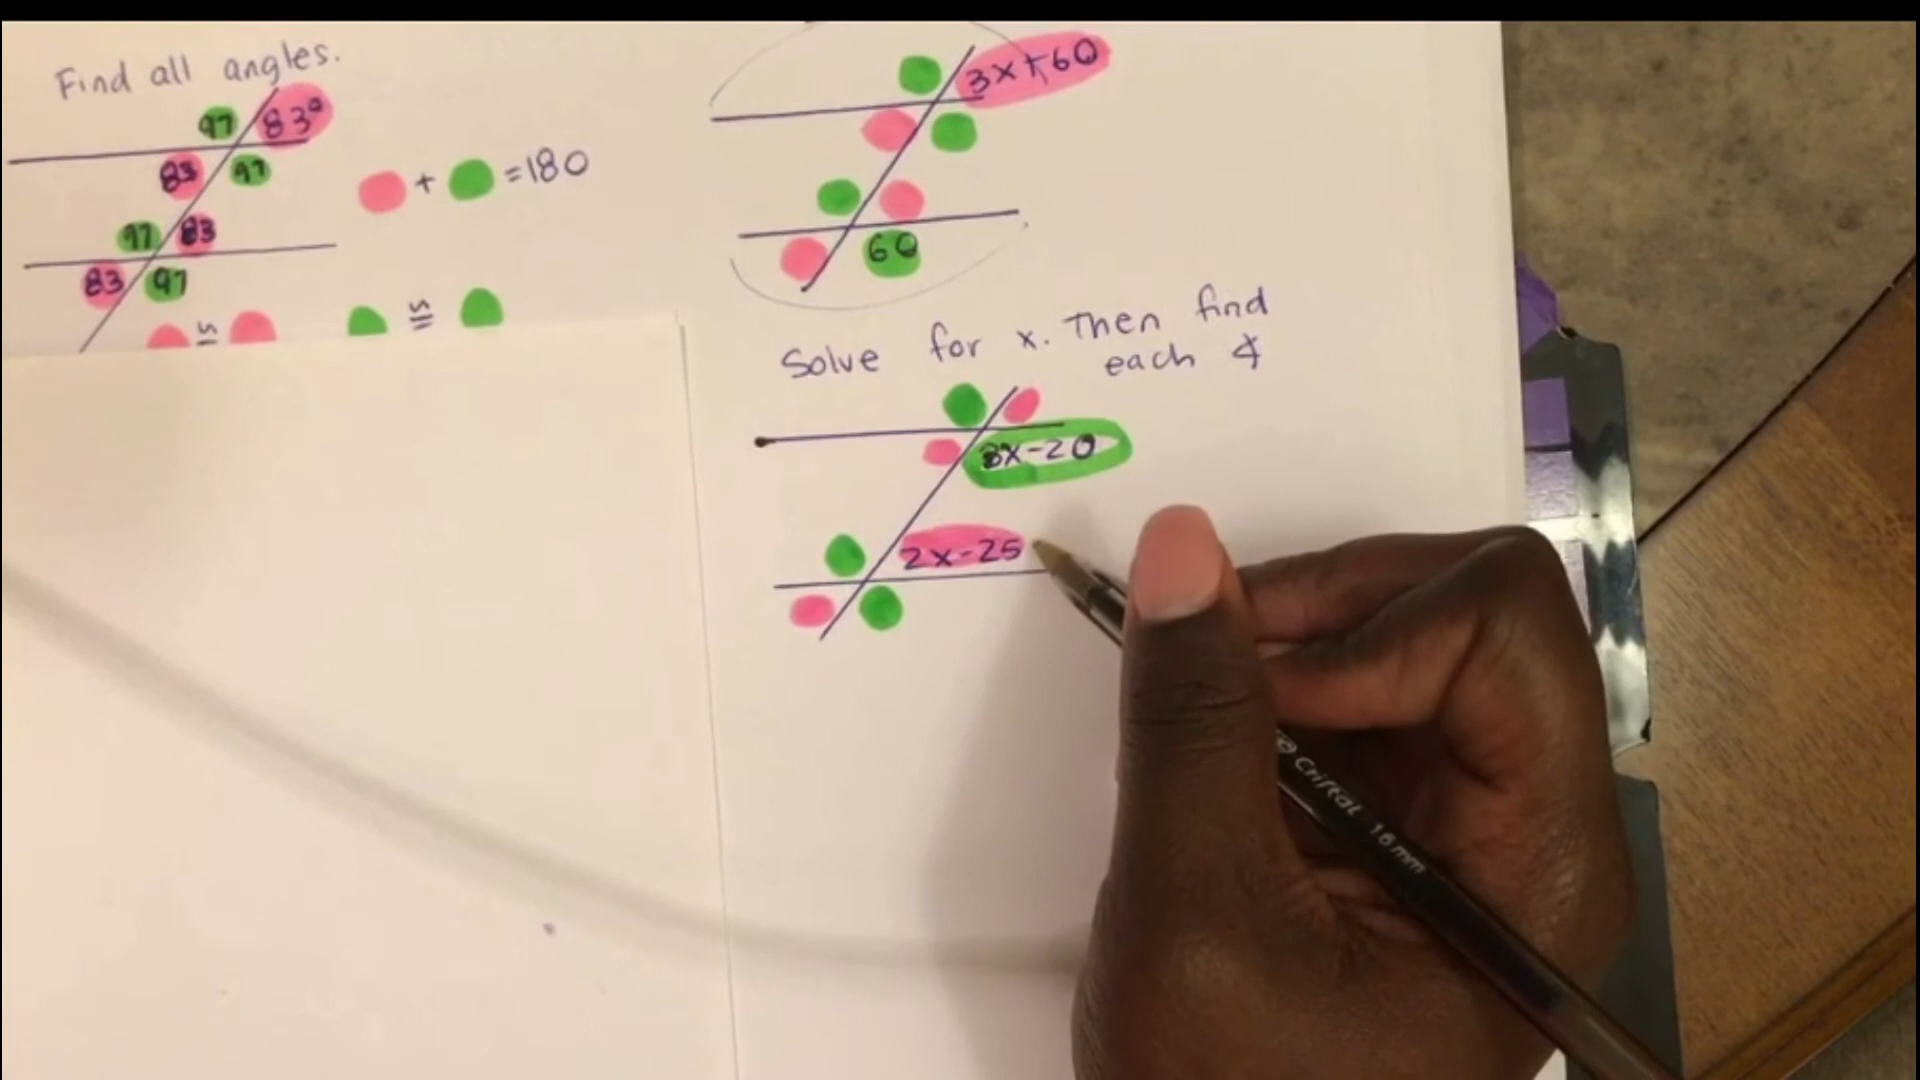 Find all angles.
97 83°
83 97
97 83
83 97
+ =180
≅ ≅
3x+60
60
Solve for x. Then find
each ∢
3x-20
2x-25
Cristal 1.6mm